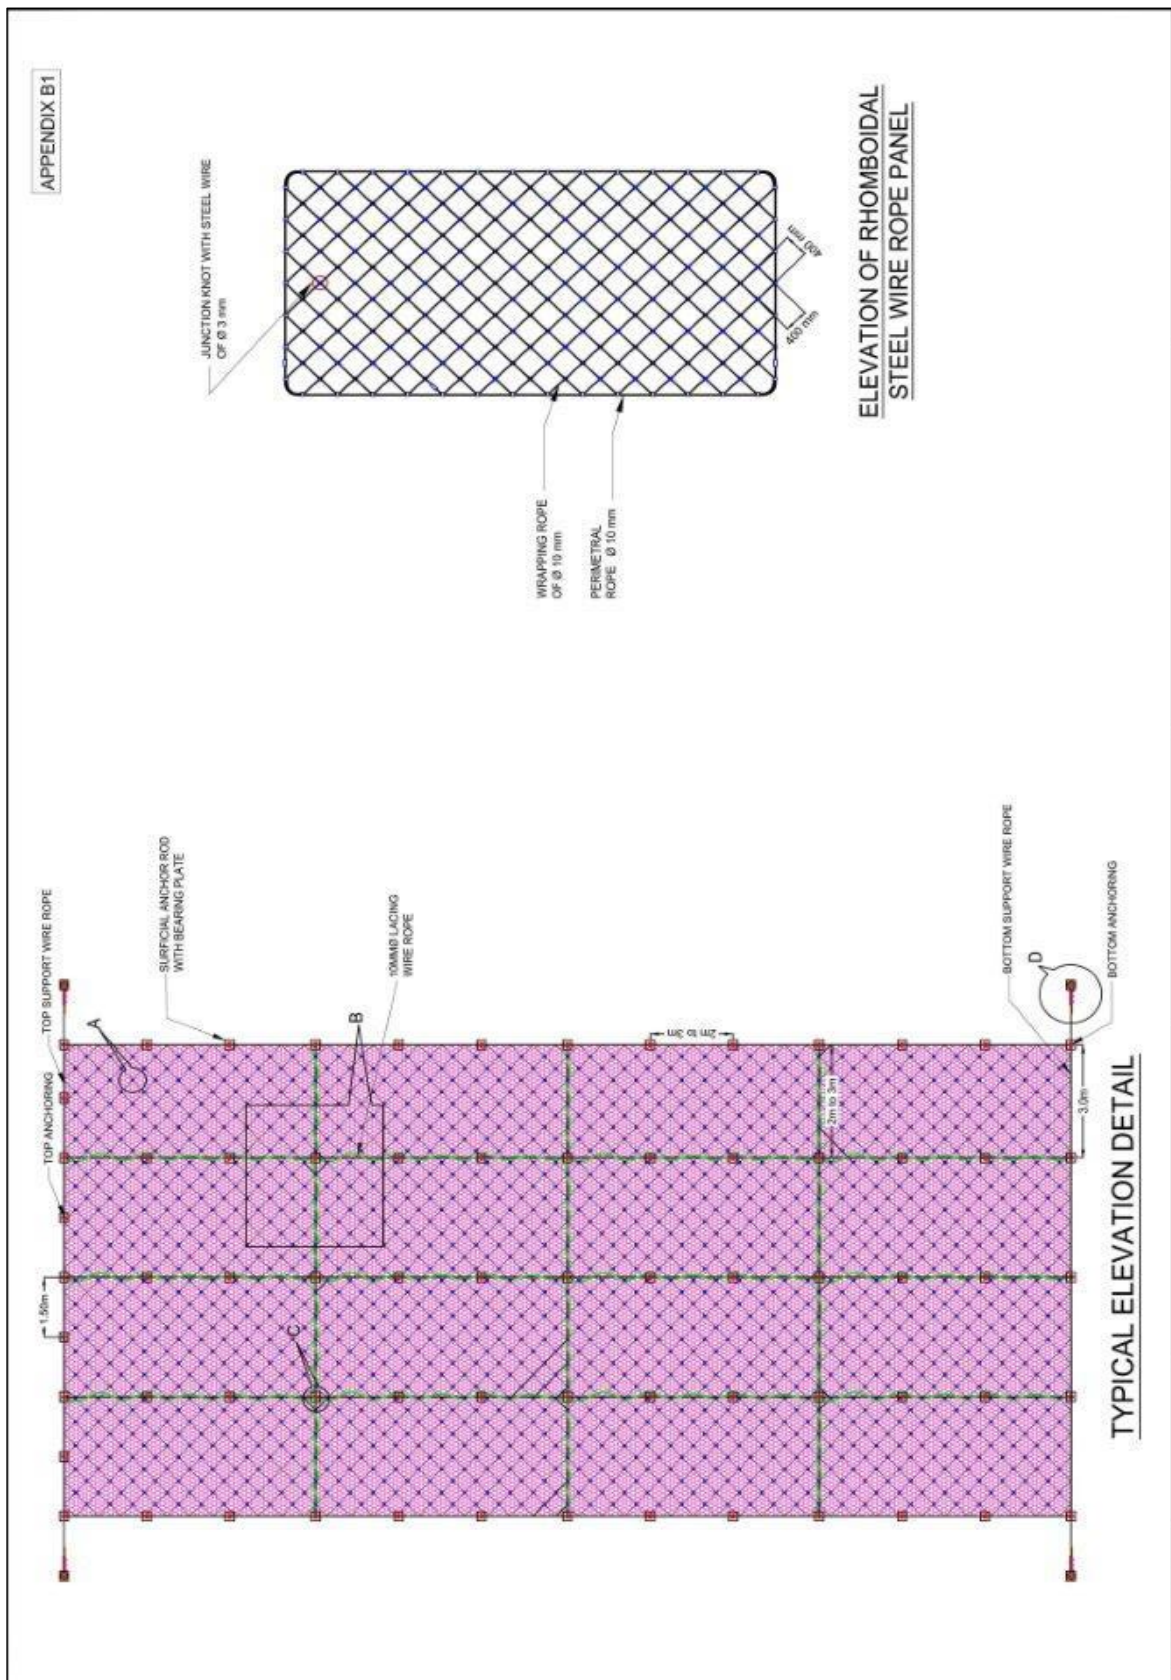 APPENDIX B1
TOP ANCHORING
TOP SUPPORT WIRE ROPE
1.50m
A
SURFICIAL ANCHOR ROD
WITH BEARING PLATE
B
10MMØ LACING
WIRE ROPE
C
2m to 3m
2m to 3m
BOTTOM SUPPORT WIRE ROPE
D
3.0m
BOTTOM ANCHORING
TYPICAL ELEVATION DETAIL
JUNCTION KNOT WITH STEEL WIRE
OF Ø 3 mm
WRAPPING ROPE
OF Ø 10 mm
PERIMETRAL
ROPE Ø 10 mm
400 mm
400 mm
ELEVATION OF RHOMBOIDAL
STEEL WIRE ROPE PANEL